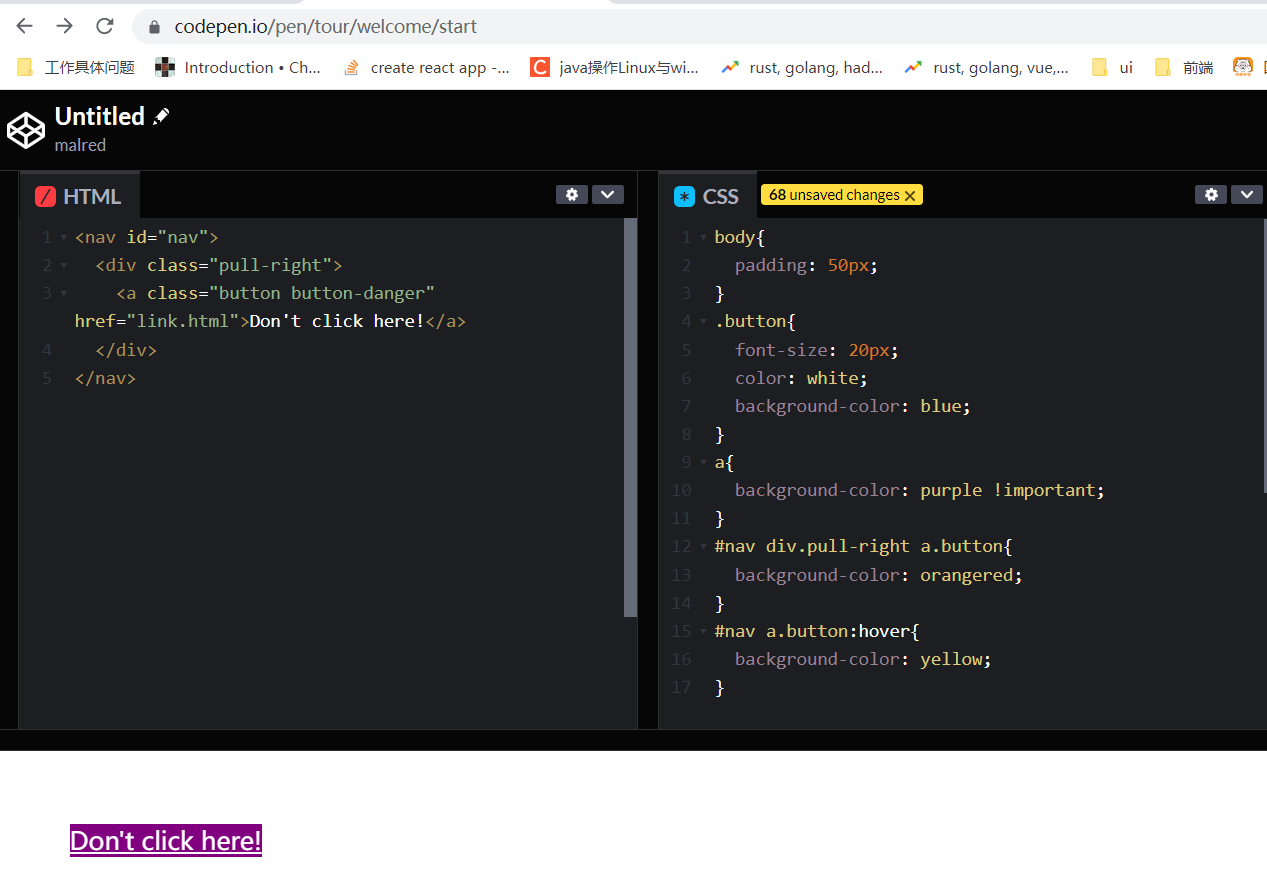 codepen.io/pen/tour/welcome/start
工作具体问题 Introduction • Ch... create react app -... java操作Linux与wi... rust, golang, had... rust, golang, vue,... ui 前端
Untitled
malred
HTML
CSS 68 unsaved changes
1 <nav id="nav">
2 <div class="pull-right">
3 <a class="button button-danger"
href="link.html">Don't click here!</a>
4 </div>
5 </nav>
1 body{
2 padding: 50px;
3 }
4 .button{
5 font-size: 20px;
6 color: white;
7 background-color: blue;
8 }
9 a{
10 background-color: purple !important;
11 }
12 #nav div.pull-right a.button{
13 background-color: orangered;
14 }
15 #nav a.button:hover{
16 background-color: yellow;
17 }
Don't click here!